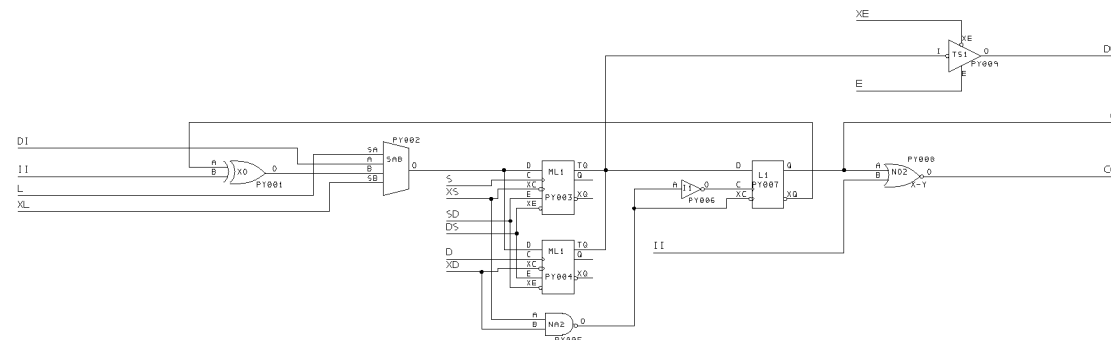 XE
XE
I
TS1
O
PY009
E
E
DI
II
L
XL
A
B
XO
O
PY001
PY002
SA
A
B
SB
SAB
O
S
XS
SD
DS
D
C
XC
E
XE
ML1
PY003
TQ
Q
XQ
D
XD
D
C
XC
E
XE
ML1
PY004
TQ
Q
XQ
A
B
NA2
O
A
I1
O
PY006
D
C
XC
L1
PY007
Q
XQ
II
PY008
A
B
NO2
X-Y
O